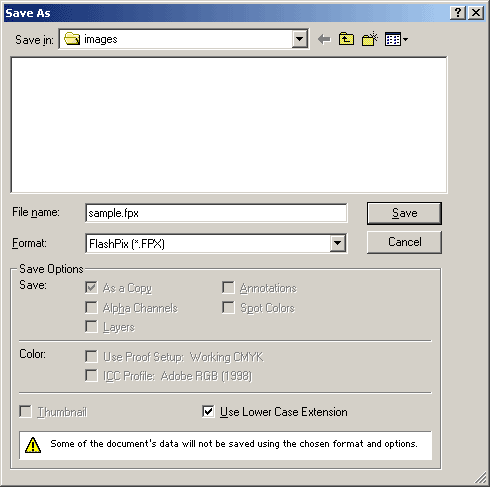 Save As
Save in: images
File name: sample.fpx Save
Format: FlashPix (*.FPX) Cancel
Save Options
Save: As a Copy Annotations
Alpha Channels Spot Colors
Layers
Color: Use Proof Setup: Working CMYK
ICC Profile: Adobe RGB (1998)
Thumbnail Use Lower Case Extension
Some of the document's data will not be saved using the chosen format and options.